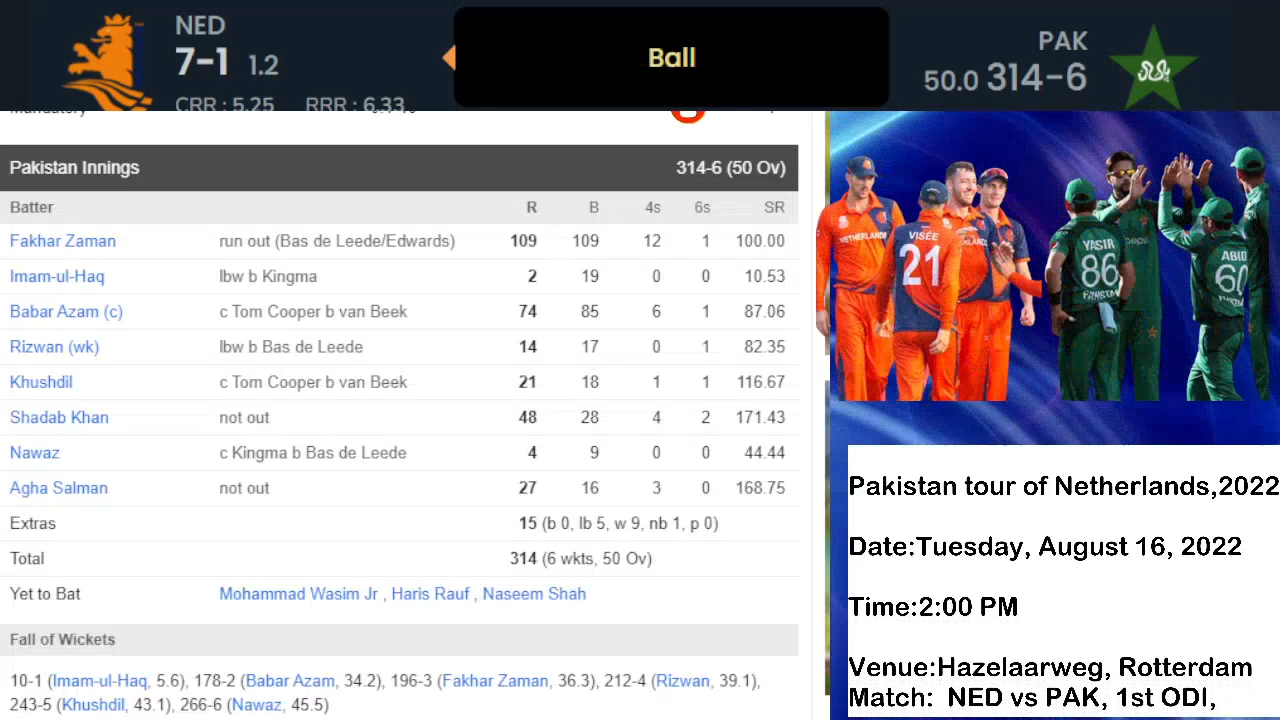 NED
7-1 1.2
CRR : 5.25 RRR : 6.33
Ball
PAK
50.0 314-6
Mandatory
Pakistan Innings 314-6 (50 Ov)
Batter R B 4s 6s SR
Fakhar Zaman run out (Bas de Leede/Edwards) 109 109 12 1 100.00
Imam-ul-Haq lbw b Kingma 2 19 0 0 10.53
Babar Azam (c) c Tom Cooper b van Beek 74 85 6 1 87.06
Rizwan (wk) lbw b Bas de Leede 14 17 0 1 82.35
Khushdil c Tom Cooper b van Beek 21 18 1 1 116.67
Shadab Khan not out 48 28 4 2 171.43
Nawaz c Kingma b Bas de Leede 4 9 0 0 44.44
Agha Salman not out 27 16 3 0 168.75
Extras 15 (b 0, lb 5, w 9, nb 1, p 0)
Total 314 (6 wkts, 50 Ov)
Yet to Bat Mohammad Wasim Jr , Haris Rauf , Naseem Shah
Fall of Wickets
10-1 (Imam-ul-Haq, 5.6), 178-2 (Babar Azam, 34.2), 196-3 (Fakhar Zaman, 36.3), 212-4 (Rizwan, 39.1),
243-5 (Khushdil, 43.1), 266-6 (Nawaz, 45.5)
NETHERLANDS
VISÉE
21
YASIR
86
PAKISTAN
pepsi
ABID
60
Pakistan tour of Netherlands,2022
Date:Tuesday, August 16, 2022
Time:2:00 PM
Venue:Hazelaarweg, Rotterdam
Match: NED vs PAK, 1st ODI,